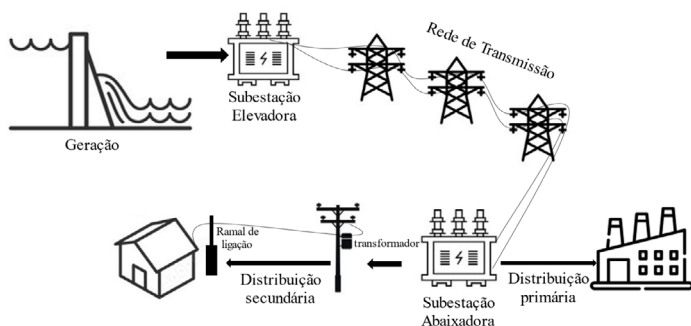 Rede de Transmissão
Subestação
Elevadora
Geração
Ramal de
ligação
transformador
Distribuição
secundária
Subestação
Abaixadora
Distribuição
primária